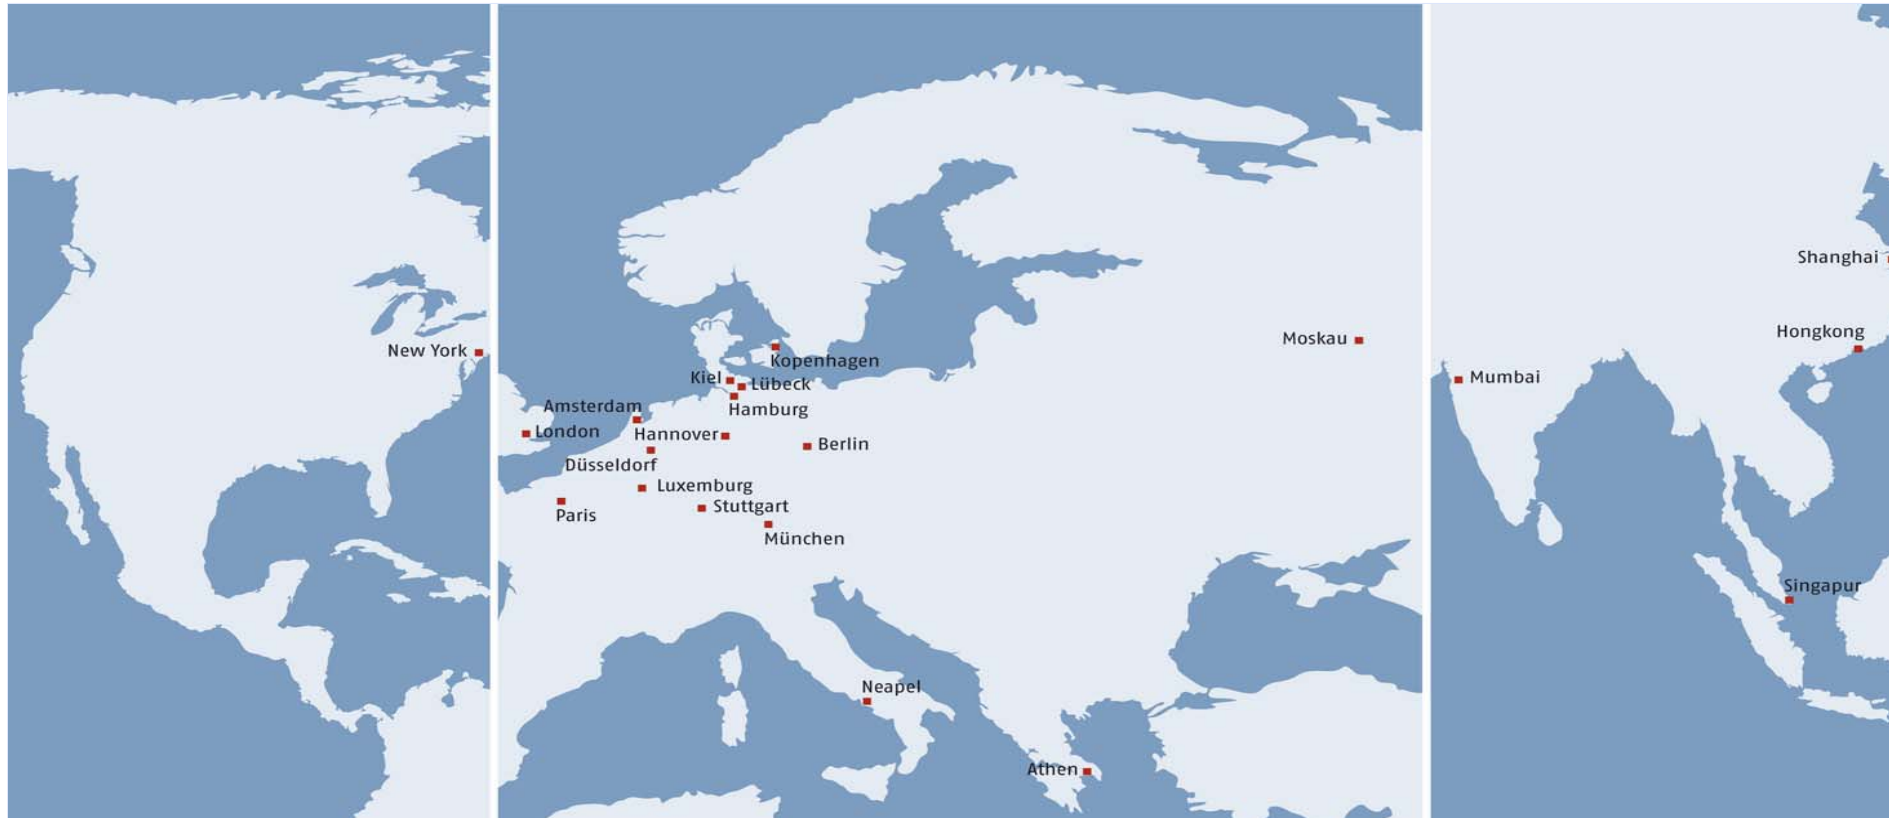 New York
Kopenhagen
Kiel
Lübeck
Hamburg
Amsterdam
London
Hannover
Berlin
Düsseldorf
Luxemburg
Paris
Stuttgart
München
Moskau
Neapel
Athen
Shanghai
Hongkong
Mumbai
Singapur